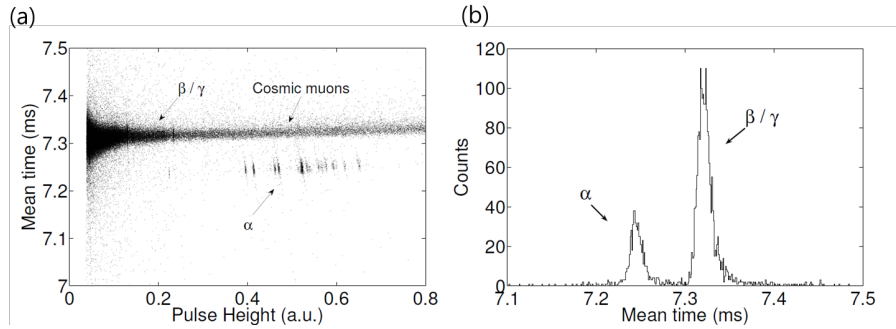 (a)
7.5
7.4
7.3
7.2
7.1
7
0
0.2
0.4
0.6
0.8
Mean time (ms)
Pulse Height (a.u.)
β / γ
Cosmic muons
α
(b)
120
100
80
60
40
20
0
7.1
7.2
7.3
7.4
7.5
Counts
Mean time (ms)
β / γ
α